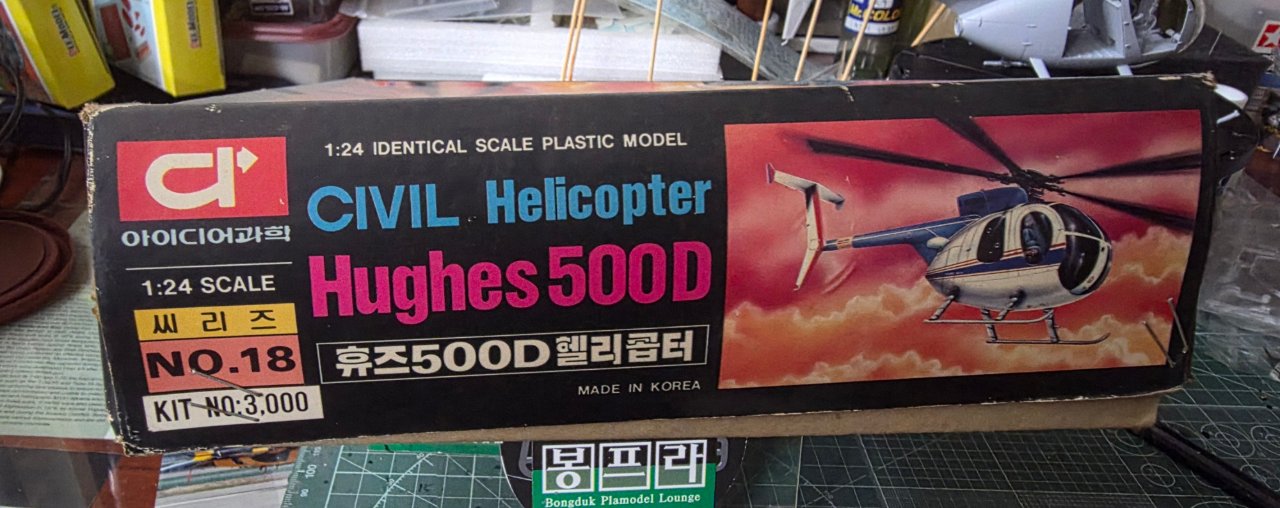 아이디어과학
1:24 SCALE
씨리즈
NO.18
KIT NO:3,000
1:24 IDENTICAL SCALE PLASTIC MODEL
CIVIL Helicopter
Hughes 500D
휴즈500D헬리콥터
MADE IN KOREA
봉프라
Bongduk Plamodel Lounge